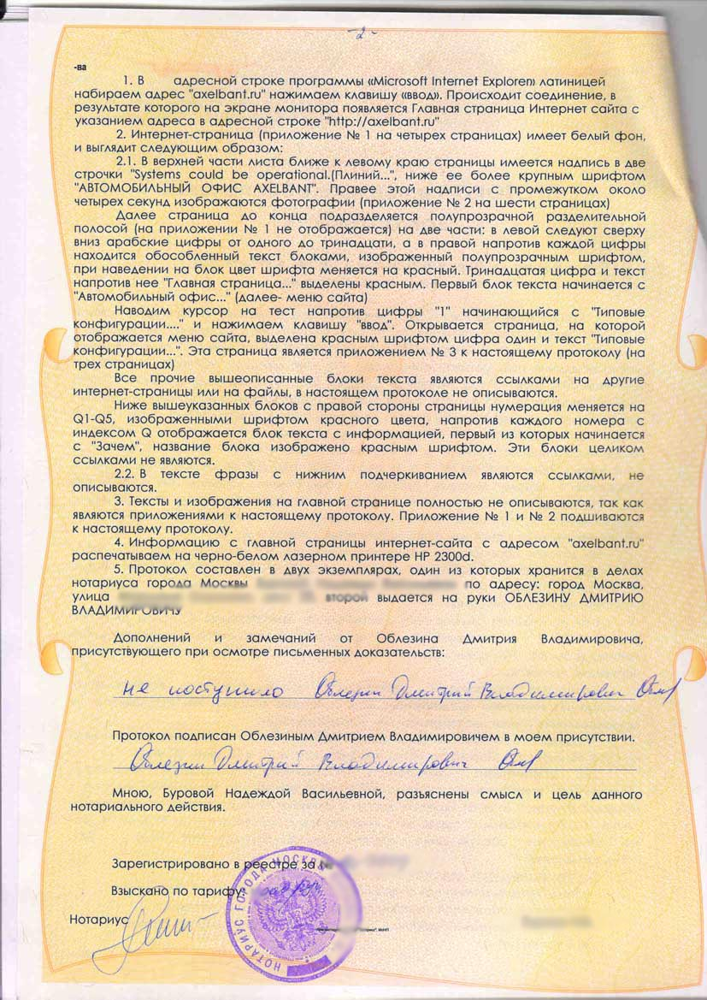 -2-
-ва
1. В адресной строке программы «Microsoft Internet Explorer» латиницей
набираем адрес "axelbant.ru" нажимаем клавишу «ввод». Происходит соединение, в
результате которого на экране монитора появляется Главная страница Интернет сайта с
указанием адреса в адресной строке "http://axelbant.ru"
2. Интернет-страница (приложение № 1 на четырех страницах) имеет белый фон,
и выглядит следующим образом:
2.1. В верхней части листа ближе к левому краю страницы имеется надпись в две
строчки "Systems could be operational.(Плиний...", ниже ее более крупным шрифтом
"АВТОМОБИЛЬНЫЙ ОФИС AXELBANT". Правее этой надписи с промежутком около
четырех секунд изображаются фотографии (приложение № 2 на шести страницах)
Далее страница до конца подразделяется полупрозрачной разделительной
полосой (на приложении № 1 не отображается) на две части: в левой следуют сверху
вниз арабские цифры от одного до тринадцати, а в правой напротив каждой цифры
находится обособленный текст блоками, изображенный полупрозрачным шрифтом,
при наведении на блок цвет шрифта меняется на красный. Тринадцатая цифра и текст
напротив нее "Главная страница..." выделены красным. Первый блок текста начинается с
"Автомобильный офис..." (далее- меню сайта)
Наводим курсор на тест напротив цифры "1" начинающийся с "Типовые
конфигурации...." и нажимаем клавишу "ввод". Открывается страница, на которой
отображается меню сайта, выделена красным шрифтом цифра один и текст "Типовые
конфигурации...". Эта страница является приложением № 3 к настоящему протоколу (на
трех страницах)
Все прочие вышеописанные блоки текста являются ссылками на другие
интернет-страницы или на файлы, в настоящем протоколе не описываются.
Ниже вышеуказанных блоков с правой стороны страницы нумерация меняется на
Q1-Q5, изображенными шрифтом красного цвета, напротив каждого номера с
индексом Q отображается блок текста с информацией, первый из которых начинается
с "Зачем", название блока изображено красным шрифтом. Эти блоки целиком
ссылками не являются.
2.2. В тексте фразы с нижним подчеркиванием являются ссылками, не
описываются.
3. Тексты и изображения на главной странице полностью не описываются, так как
являются приложениями к настоящему протоколу. Приложение № 1 и № 2 подшиваются
к настоящему протоколу.
4. Информацию с главной страницы интернет-сайта с адресом "axelbant.ru"
распечатываем на черно-белом лазерном принтере HP 2300d.
5. Протокол составлен в двух экземплярах, один из которых хранится в делах
нотариуса города Москвы по адресу: город Москва,
улица второй выдается на руки ОБЛЕЗИНУ ДМИТРИЮ
ВЛАДИМИРОВИЧУ
Дополнений и замечаний от Облезина Дмитрия Владимировича,
присутствующего при осмотре письменных доказательств:
не поступило Облезин Дмитрий Владимирович
Протокол подписан Облезиным Дмитрием Владимировичем в моем присутствии.
Облезин Дмитрий Владимирович
Мною, Буровой Надеждой Васильевной, разъяснены смысл и цель данного
нотариального действия.
Зарегистрировано в реестре за
Взыскано по тарифу:
Нотариус
НОТАРИУС ГОРОДА МОСКВЫ